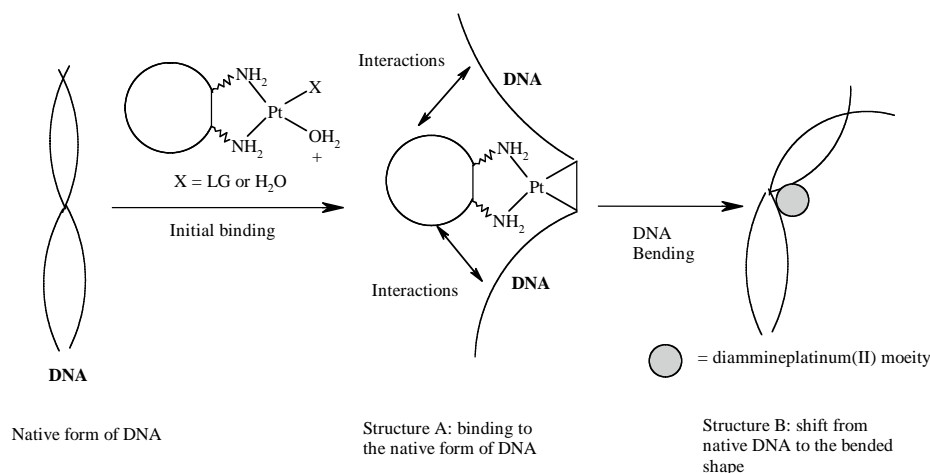 Interactions
DNA
NH2
X
Pt
OH2
NH2
+
X = LG or H2O
Initial binding
NH2
Pt
NH2
Interactions
DNA
DNA
Bending
DNA
= diammineplatinum(II) moeity
Native form of DNA
Structure A: binding to
the native form of DNA
Structure B: shift from
native DNA to the bended
shape